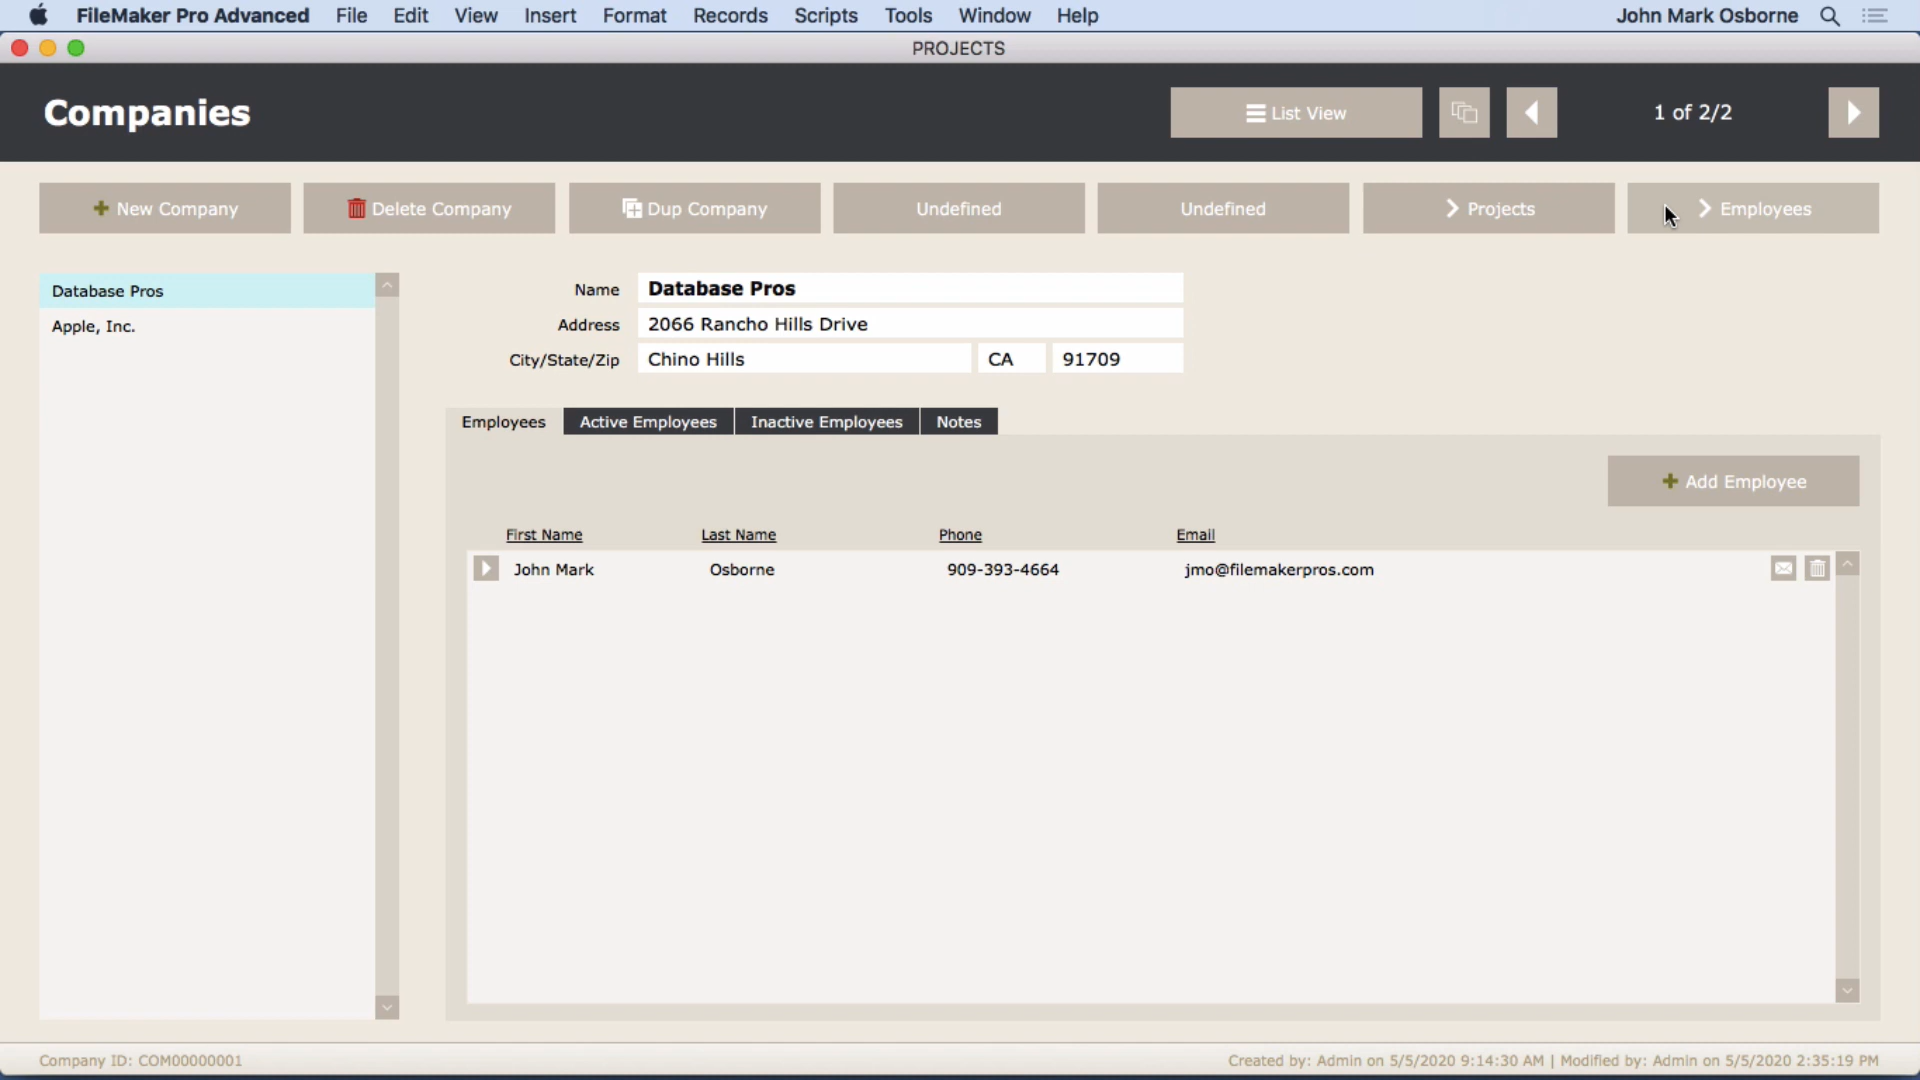 FileMaker Pro Advanced File Edit View Insert Format Records Scripts Tools Window Help John Mark Osborne
PROJECTS
Companies
List View
1 of 2/2
New Company
Delete Company
Dup Company
Undefined
Undefined
Projects
Employees
Database Pros
Apple, Inc.
Name Database Pros
Address 2066 Rancho Hills Drive
City/State/Zip Chino Hills CA 91709
Employees Active Employees Inactive Employees Notes
Add Employee
First Name Last Name Phone Email
John Mark Osborne 909-393-4664 jmo@filemakerpros.com
Company ID: COM00000001
Created by: Admin on 5/5/2020 9:14:30 AM | Modified by: Admin on 5/5/2020 2:35:19 PM